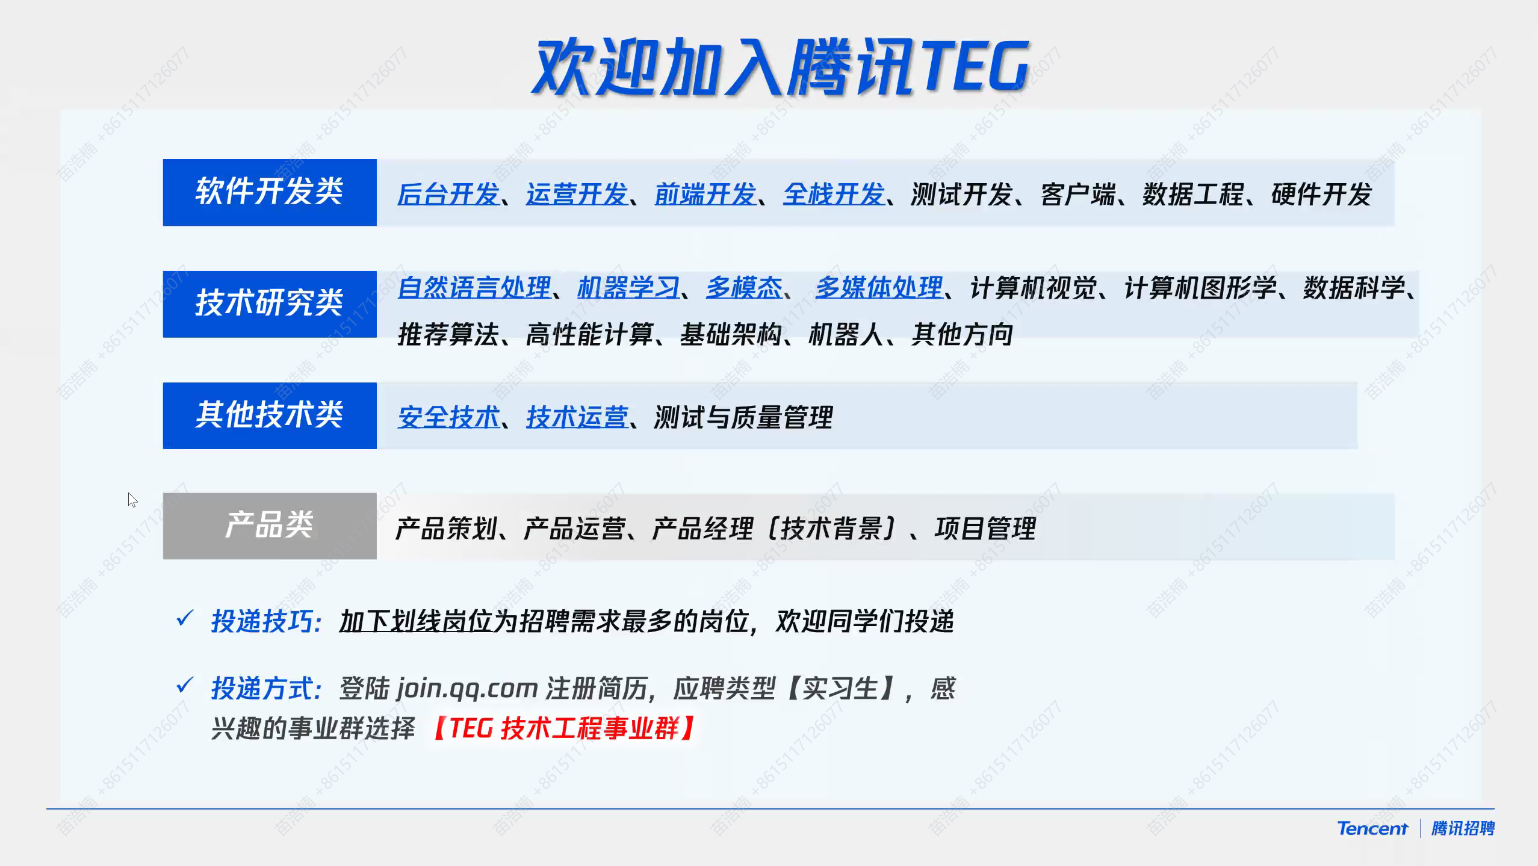 欢迎加入腾讯TEG
软件开发类
后台开发、运营开发、前端开发、全栈开发、测试开发、客户端、数据工程、硬件开发
技术研究类
自然语言处理、机器学习、多模态、 多媒体处理、计算机视觉、计算机图形学、数据科学、
推荐算法、高性能计算、基础架构、机器人、其他方向
其他技术类
安全技术、技术运营、测试与质量管理
产品类
产品策划、产品运营、产品经理（技术背景）、项目管理
✓ 投递技巧：加下划线岗位为招聘需求最多的岗位，欢迎同学们投递
✓ 投递方式：登陆 join.qq.com 注册简历，应聘类型【实习生】，感
兴趣的事业群选择 【TEG 技术工程事业群】
Tencent | 腾讯招聘
苗浩楠 +8615117126077